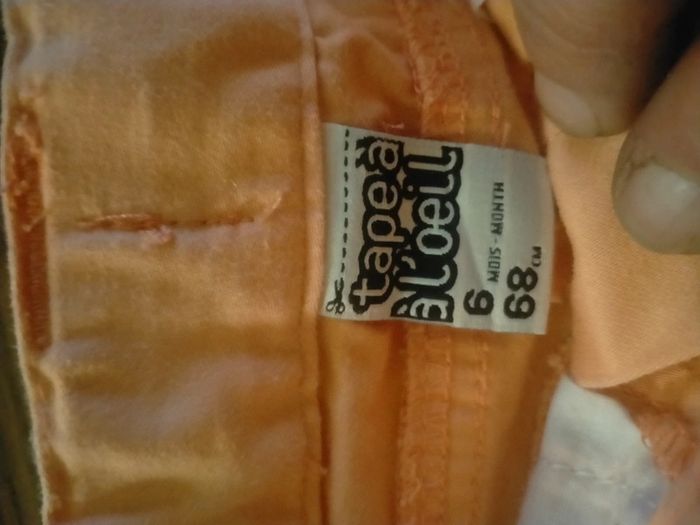 tapeà
l'oeil
6
MOIS - MONTH
68 CM